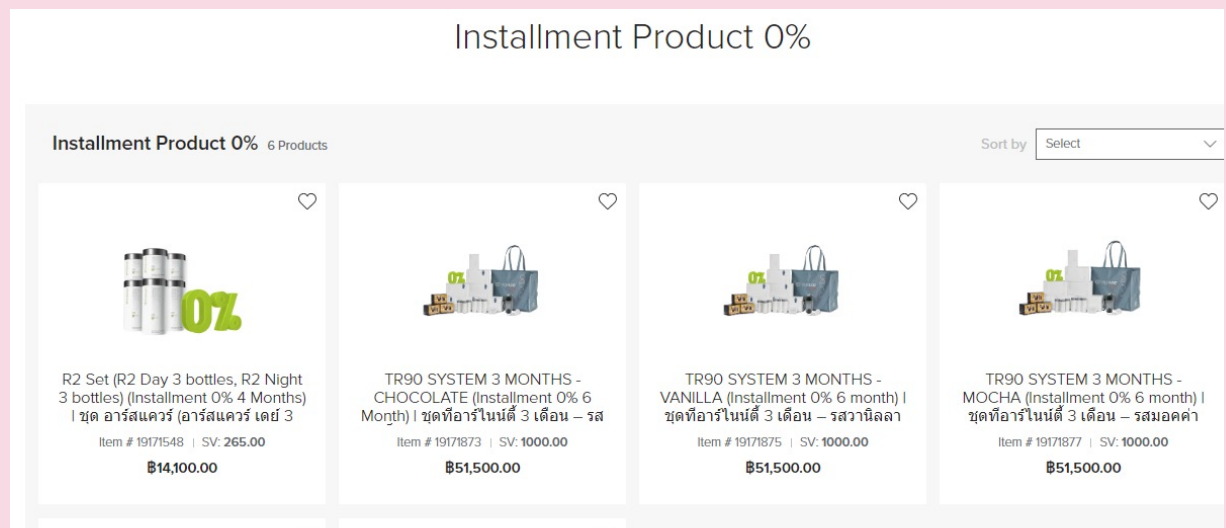 Installment Product 0%
Installment Product 0% 6 Products
Sort by Select
0%
R2 Set (R2 Day 3 bottles, R2 Night
3 bottles) (Installment 0% 4 Months)
| ชุด อาร์สแควร์ (อาร์สแควร์ เดย์ 3
Item # 19171548 | SV: 265.00
฿14,100.00
0%
TR90 SYSTEM 3 MONTHS -
CHOCOLATE (Installment 0% 6
Month) | ชุดทีอาร์ไนน์ตี้ 3 เดือน – รส
Item # 19171873 | SV: 1000.00
฿51,500.00
0%
TR90 SYSTEM 3 MONTHS -
VANILLA (Installment 0% 6 month) |
ชุดทีอาร์ไนน์ตี้ 3 เดือน – รสวานิลลา
Item # 19171875 | SV: 1000.00
฿51,500.00
0%
TR90 SYSTEM 3 MONTHS -
MOCHA (Installment 0% 6 month) |
ชุดทีอาร์ไนน์ตี้ 3 เดือน – รสมอคค่า
Item # 19171877 | SV: 1000.00
฿51,500.00